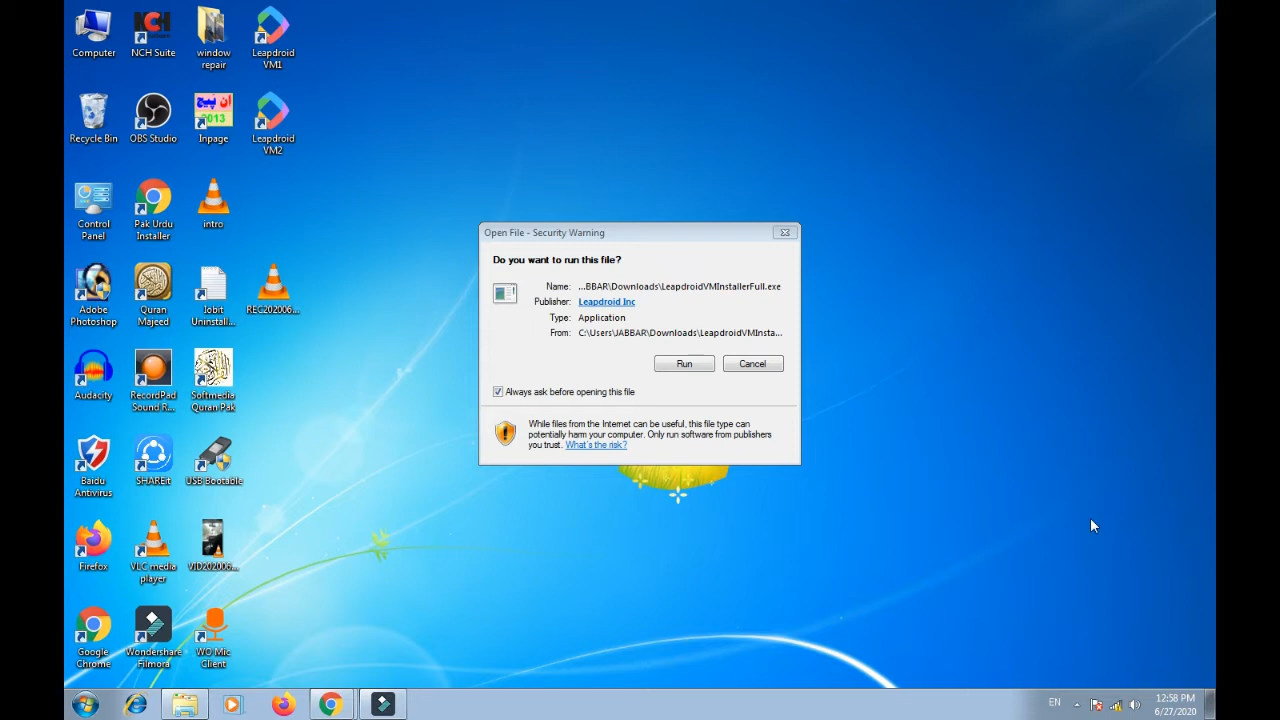 Computer
NCH Suite
window
repair
Leapdroid
VM1
Recycle Bin
OBS Studio
ان پیج
2013
Inpage
Leapdroid
VM2
Control
Panel
Pak Urdu
Installer
intro
Adobe
Photoshop
Quran
Majeed
Iobit
Uninstall...
REC202006...
Audacity
RecordPad
Sound R...
Softmedia
Quran Pak
Baidu
Antivirus
SHAREit
USB Bootable
Firefox
VLC media
player
VID202006...
Google
Chrome
Wondershare
Filmora
WO Mic
Client
Open File - Security Warning
Do you want to run this file?
Name: ...BBAR\Downloads\LeapdroidVMInstallerFull.exe
Publisher: Leapdroid Inc
Type: Application
From: C:\Users\JABBAR\Downloads\LeapdroidVMInsta...
Run
Cancel
Always ask before opening this file
While files from the Internet can be useful, this file type can
potentially harm your computer. Only run software from publishers
you trust. What's the risk?
EN
12:58 PM
6/27/2020